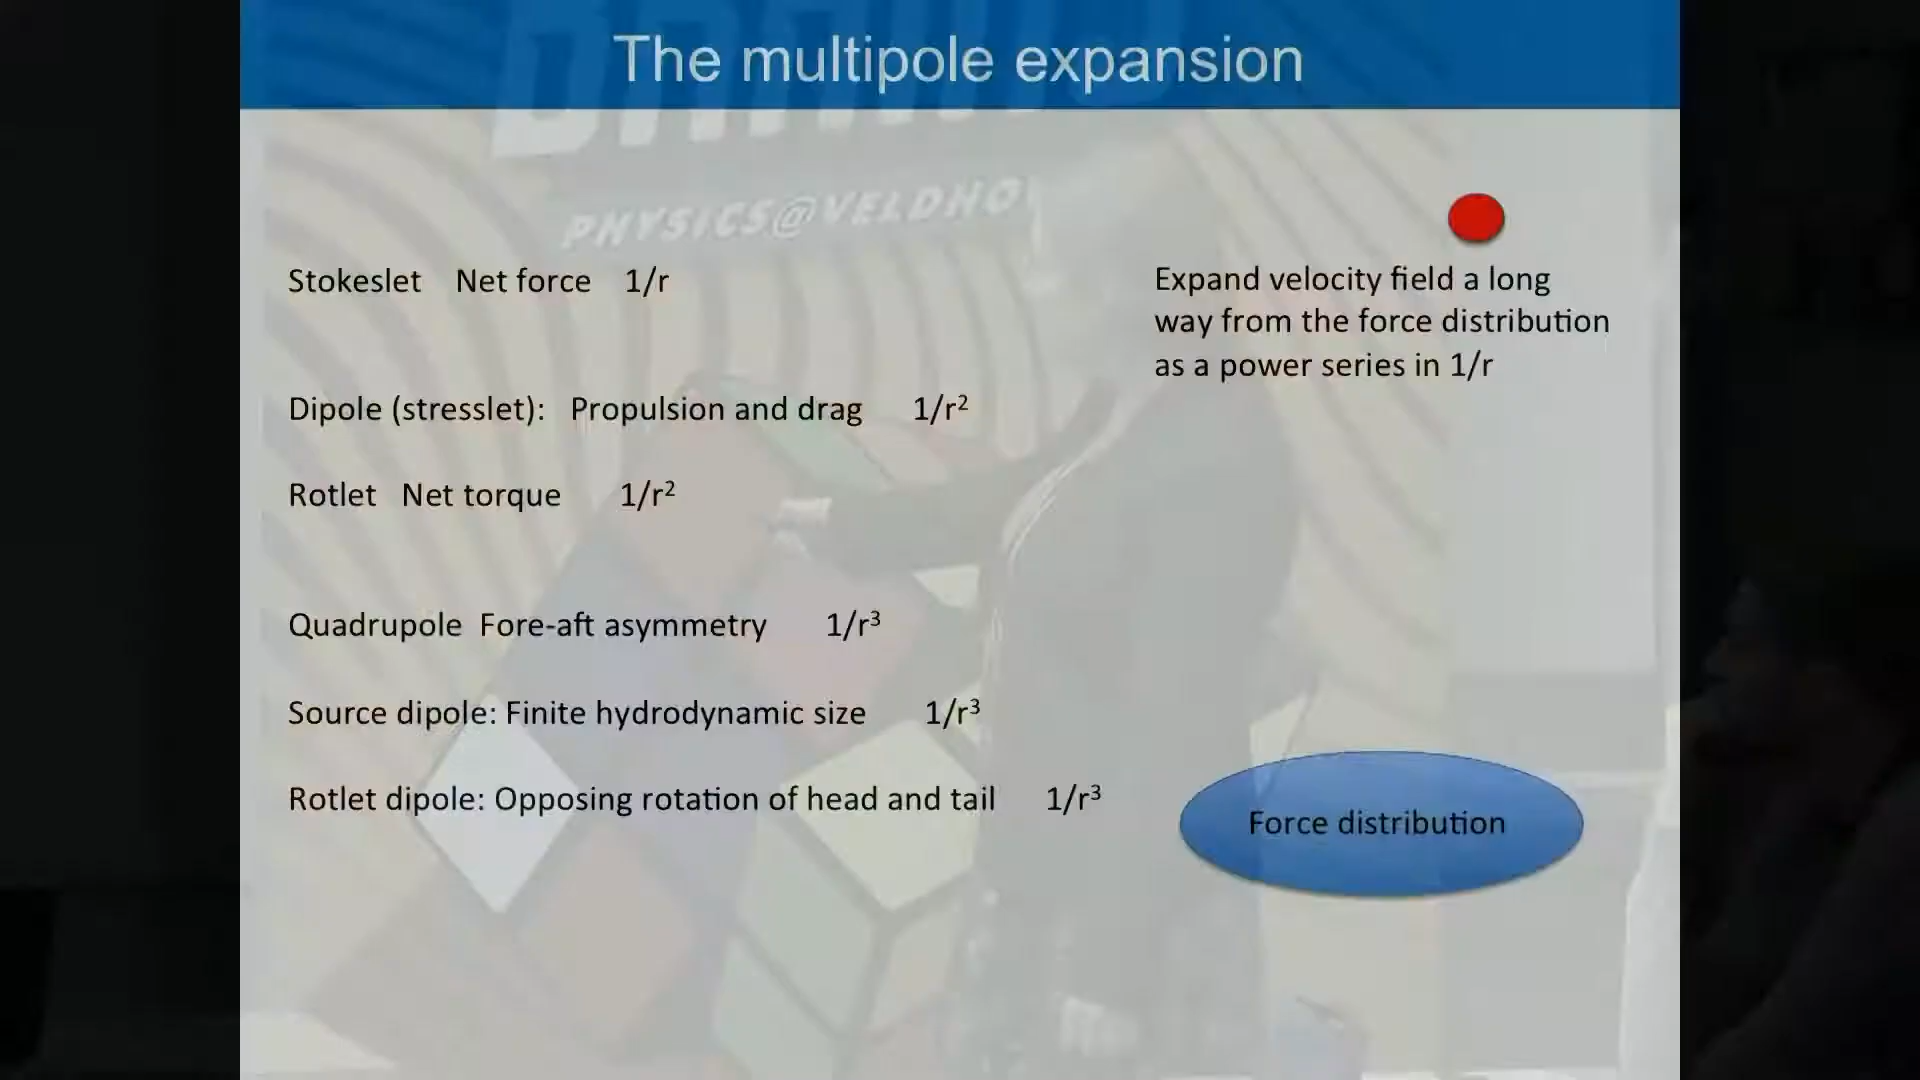 The multipole expansion
PHYSICS@VELDHO
Stokeslet Net force 1/r
Expand velocity field a long
way from the force distribution
as a power series in 1/r
Dipole (stresslet): Propulsion and drag 1/r²
Rotlet Net torque 1/r²
Quadrupole Fore-aft asymmetry 1/r³
Source dipole: Finite hydrodynamic size 1/r³
Rotlet dipole: Opposing rotation of head and tail 1/r³
Force distribution